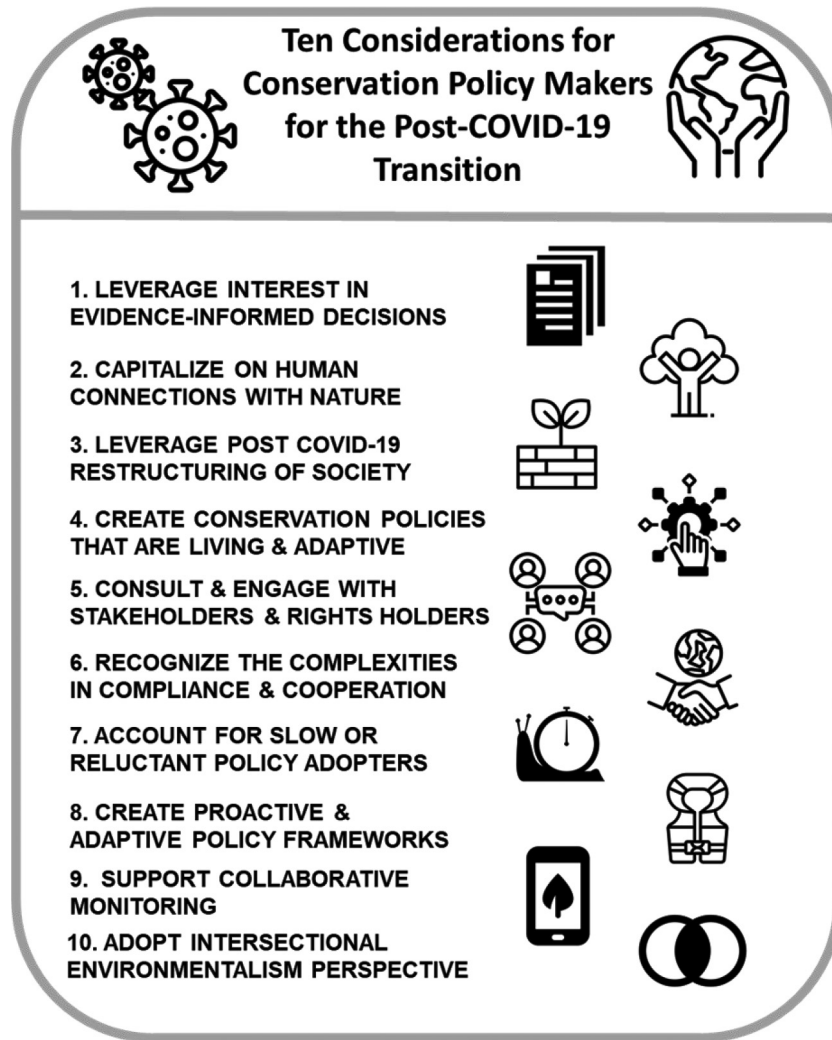 Ten Considerations for
Conservation Policy Makers
for the Post-COVID-19
Transition
1. LEVERAGE INTEREST IN
EVIDENCE-INFORMED DECISIONS
2. CAPITALIZE ON HUMAN
CONNECTIONS WITH NATURE
3. LEVERAGE POST COVID-19
RESTRUCTURING OF SOCIETY
4. CREATE CONSERVATION POLICIES
THAT ARE LIVING & ADAPTIVE
5. CONSULT & ENGAGE WITH
STAKEHOLDERS & RIGHTS HOLDERS
6. RECOGNIZE THE COMPLEXITIES
IN COMPLIANCE & COOPERATION
7. ACCOUNT FOR SLOW OR
RELUCTANT POLICY ADOPTERS
8. CREATE PROACTIVE &
ADAPTIVE POLICY FRAMEWORKS
9. SUPPORT COLLABORATIVE
MONITORING
10. ADOPT INTERSECTIONAL
ENVIRONMENTALISM PERSPECTIVE